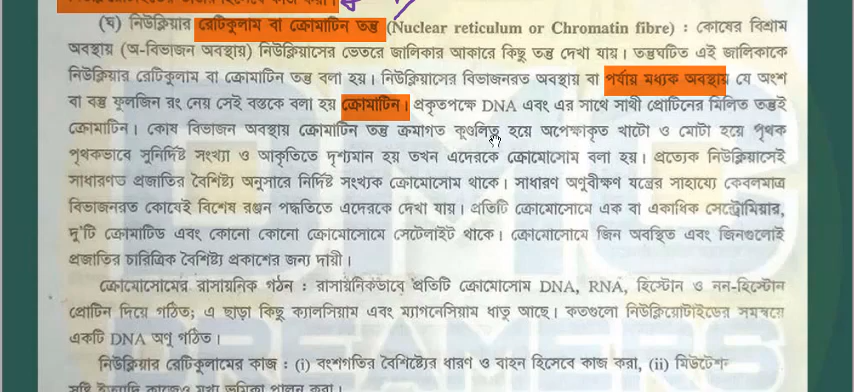 (ঘ) নিউক্লিয়ার রেটিকুলাম বা ক্রোমাটিন তন্তু (Nuclear reticulum or Chromatin fibre) : কোষের বিশ্রাম
অবস্থায় (অ-বিভাজন অবস্থায়) নিউক্লিয়াসের ভেতরে জালিকার আকারে কিছু তন্তু দেখা যায়। তন্তুঘটিত এই জালিকাকে
নিউক্লিয়ার রেটিকুলাম বা ক্রোমাটিন তন্তু বলা হয়। নিউক্লিয়াসের বিভাজনরত অবস্থায় বা পর্যায় মধ্যক অবস্থায় যে অংশ
বা বস্তু ফুলজিন রং নেয় সেই বস্তুকে বলা হয় ক্রোমাটিন। প্রকৃতপক্ষে DNA এবং এর সাথে সাথী প্রোটিনের মিলিত তন্তুই
ক্রোমাটিন। কোষ বিভাজন অবস্থায় ক্রোমাটিন তন্তু ক্রমাগত কুণ্ডলিত হয়ে অপেক্ষাকৃত খাটো ও মোটা হয়ে পৃথক
পৃথকভাবে সুনির্দিষ্ট সংখ্যা ও আকৃতিতে দৃশ্যমান হয় তখন এদেরকে ক্রোমোসোম বলা হয়। প্রত্যেক নিউক্লিয়াসেই
সাধারণত প্রজাতির বৈশিষ্ট্য অনুসারে নির্দিষ্ট সংখ্যক ক্রোমোসোম থাকে। সাধারণ অণুবীক্ষণ যন্ত্রের সাহায্যে কেবলমাত্র
বিভাজনরত কোষেই বিশেষ রঞ্জন পদ্ধতিতে এদেরকে দেখা যায়। প্রতিটি ক্রোমোসোমে এক বা একাধিক সেন্ট্রোমিয়ার,
দু'টি ক্রোমাটিড এবং কোনো কোনো ক্রোমোসোমে সেটেলাইট থাকে। ক্রোমোসোমে জিন অবস্থিত এবং জিনগুলোই
প্রজাতির চারিত্রিক বৈশিষ্ট্য প্রকাশের জন্য দায়ী।
ক্রোমোসোমের রাসায়নিক গঠন : রাসায়নিকভাবে প্রতিটি ক্রোমোসোম DNA, RNA, হিস্টোন ও নন-হিস্টোন
প্রোটিন দিয়ে গঠিত; এ ছাড়া কিছু ক্যালসিয়াম এবং ম্যাগনেসিয়াম ধাতু আছে। কতগুলো নিউক্লিয়োটাইডের সমন্বয়ে
একটি DNA অণু গঠিত।
নিউক্লিয়ার রেটিকুলামের কাজ : (i) বংশগতির বৈশিষ্ট্যের ধারণ ও বাহন হিসেবে কাজ করা, (ii) মিউটেশন